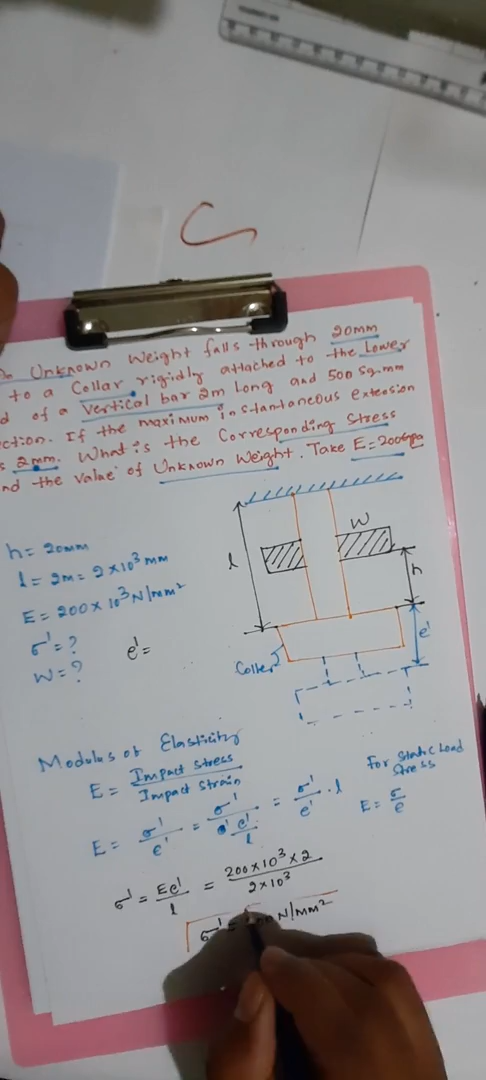 An Unknown Weight falls through 20mm
to a Collar rigidly attached to the Lower
d of a Vertical bar 2m Long and 500 Sq.mm
ction. If the maximum instantaneous extension
s 2mm. What is the Corresponding Stress
nd the value of Unknown Weight. Take E=200Gpa
h = 20mm
l = 2m = 2×10³ mm
E = 200×10³ N/mm²
σ' = ?
W = ?
e' =
W
l
h
e'
Coller
Modulus of Elasticity
E = Impact stress / Impact strain
E = σ'/e' = σ'/(e'/l) = σ'/e' . l
For Static Load
Stress
E = σ/e
σ' = Ee'/l = 200×10³×2 / 2×10³
σ' = N/mm²